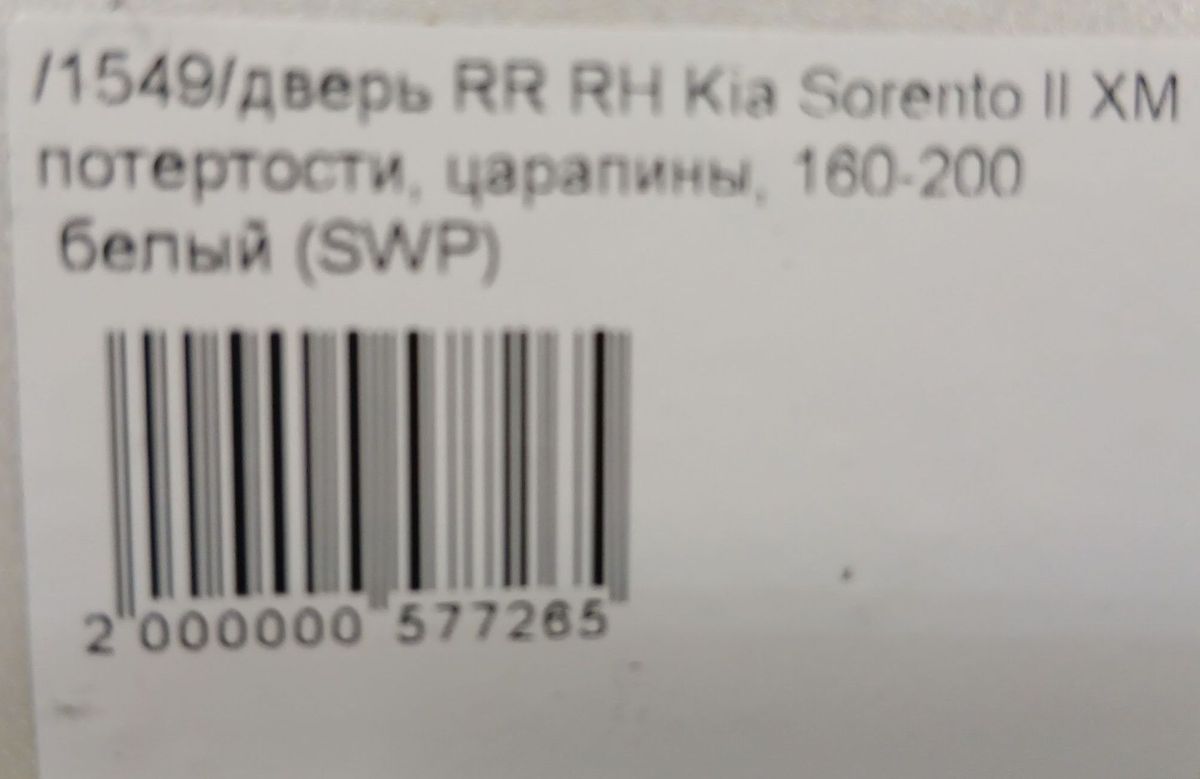 /1549/дверь RR RH Kia Sorento II XM
потертости, царапины, 160-200
белый (SWP)
2 000000 577265